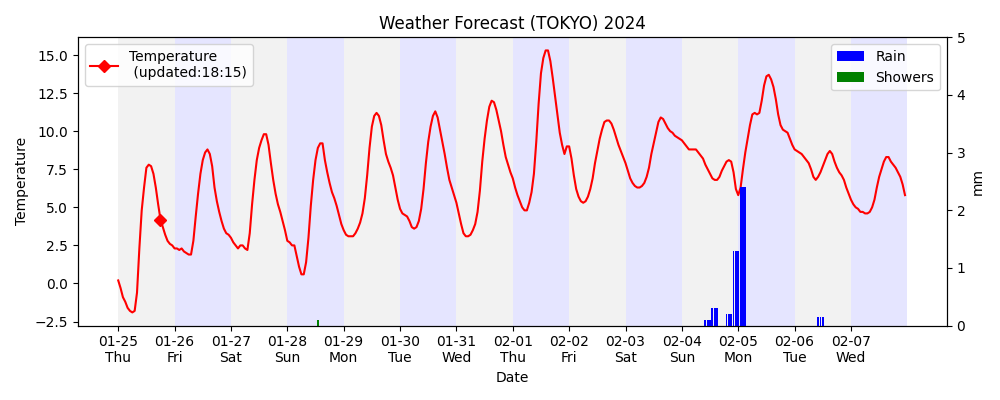 Weather Forecast (TOKYO) 2024
Temperature
(updated:18:15)
Rain
Showers
Temperature
15.0
12.5
10.0
7.5
5.0
2.5
0.0
−2.5
5
4
3
2
1
0
mm
01-25 01-26 01-27 01-28 01-29 01-30 01-31 02-01 02-02 02-03 02-04 02-05 02-06 02-07
Thu Fri Sat Sun Mon Tue Wed Thu Fri Sat Sun Mon Tue Wed
Date